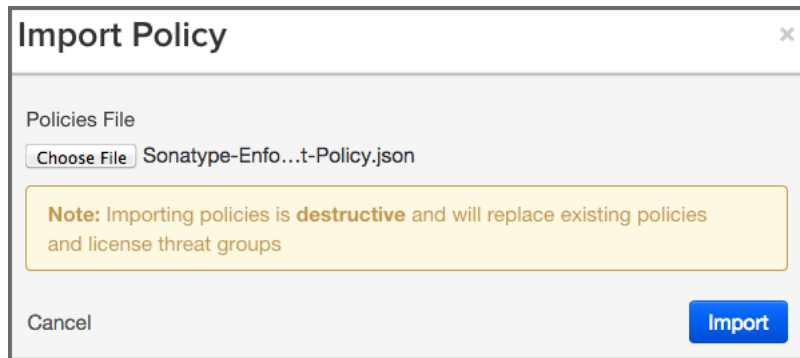 Import Policy
×
Policies File
Choose File Sonatype-Enfo...t-Policy.json
Note: Importing policies is destructive and will replace existing policies
and license threat groups
Cancel
Import